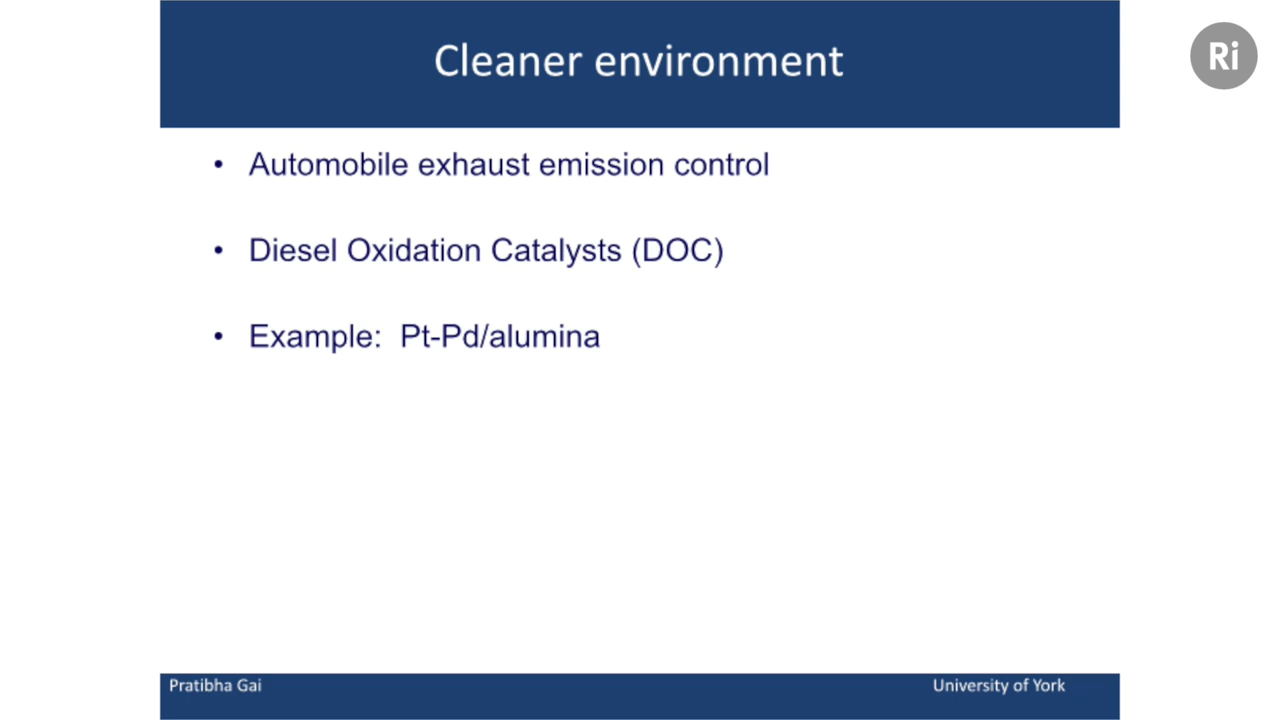 Cleaner environment
Ri
• Automobile exhaust emission control
• Diesel Oxidation Catalysts (DOC)
• Example: Pt-Pd/alumina
Pratibha Gai
University of York